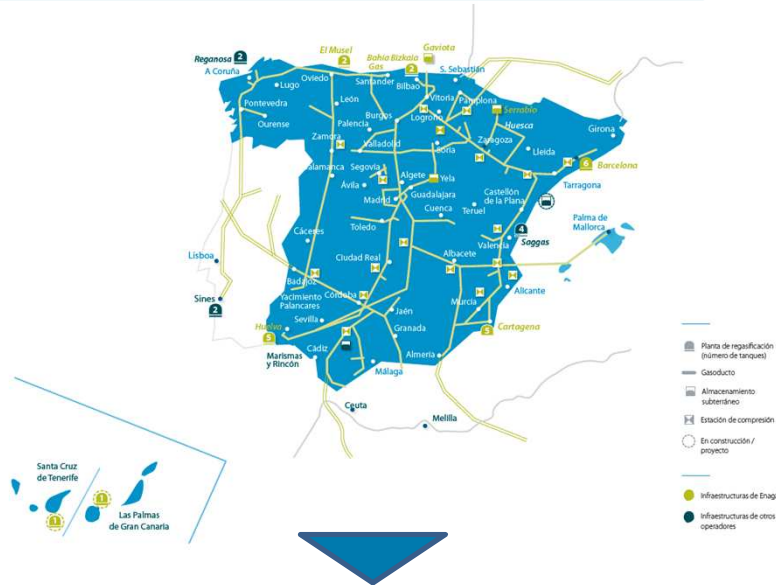 Gaviota
El Musel
Bahía Bizkaia
Gas
Reganosa 2
2
2
A Coruña
S. Sebastián
Oviedo
Santander
Bilbao
Lugo
Vitoria
Pamplona
León
Pontevedra
Burgos
Logroño
Serrablo
Ourense
Palencia
Huesca
Girona
Zamora
Valladolid
Soria
Zaragoza
Lleida
6
Barcelona
Salamanca
Segovia
Algete
Yela
Ávila
Guadalajara
Castellón
de la Plana
Tarragona
Madrid
Cuenca
Teruel
Toledo
Palma de
Mallorca
Cáceres
4
Valencia
Saggas
Lisboa
Ciudad Real
Albacete
Badajoz
Alicante
Sines
2
Yacimiento
Palancares
Córdoba
Murcia
Jaén
Sevilla
Huelva
5
Granada
5
Cartagena
Cádiz
Marismas
y Rincón
Almería
Málaga
Ceuta
Melilla
Planta de regasificación
(número de tanques)
Gasoducto
Almacenamiento
subterráneo
Estación de compresión
En construcción /
proyecto
Infraestructuras de Enagá
Infraestructuras de otros
operadores
Santa Cruz
de Tenerife
1
1
Las Palmas
de Gran Canaria